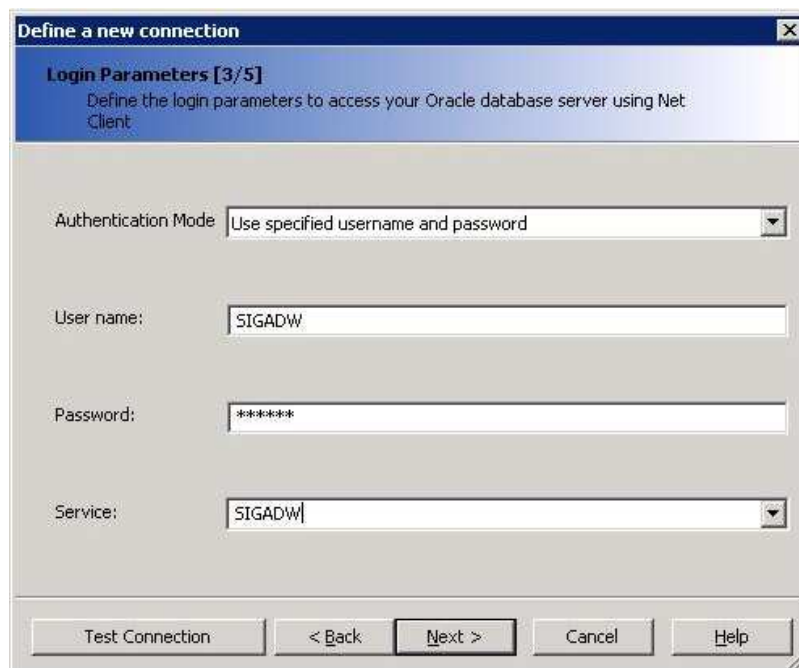 Define a new connection
Login Parameters [3/5]
Define the login parameters to access your Oracle database server using Net
Client
Authentication Mode Use specified username and password
User name: SIGADW
Password: ******
Service: SIGADW
Test Connection < Back Next > Cancel Help